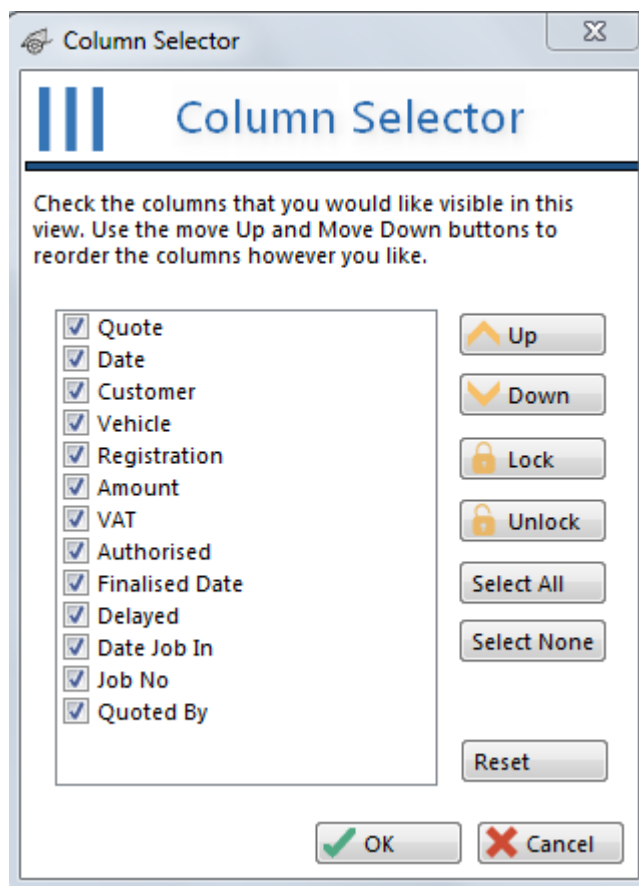 Column Selector
Column Selector
Check the columns that you would like visible in this
view. Use the move Up and Move Down buttons to
reorder the columns however you like.
Quote
Date
Customer
Vehicle
Registration
Amount
VAT
Authorised
Finalised Date
Delayed
Date Job In
Job No
Quoted By
Up
Down
Lock
Unlock
Select All
Select None
Reset
OK
Cancel